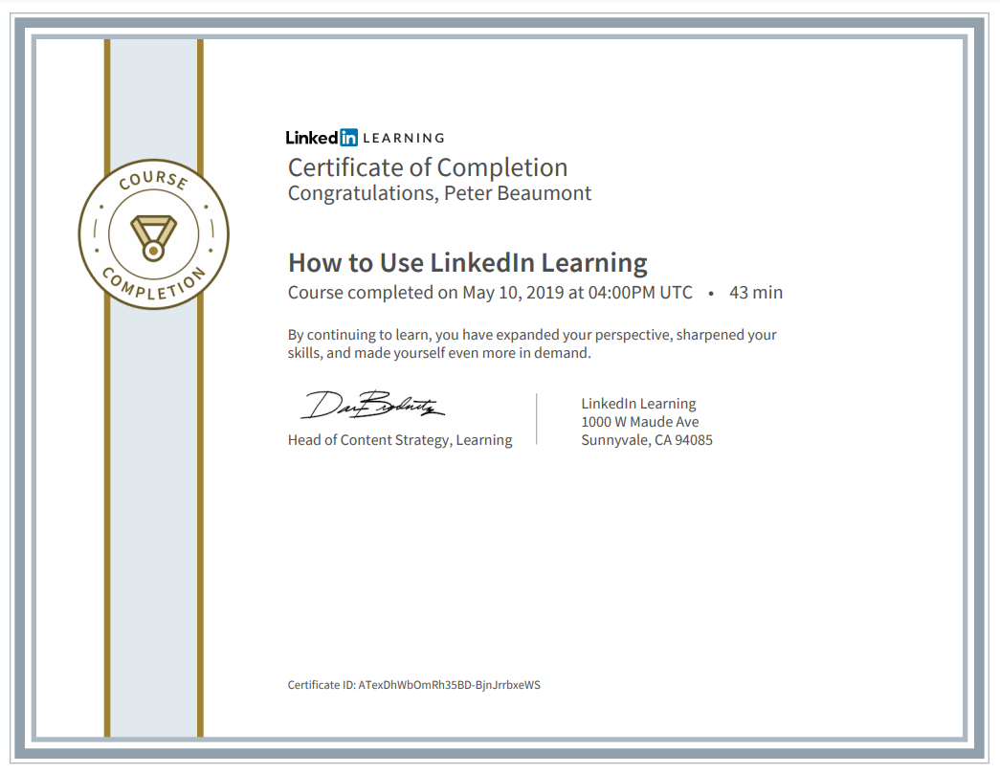 COURSE
COMPLETION
Linked in LEARNING
Certificate of Completion
Congratulations, Peter Beaumont
How to Use LinkedIn Learning
Course completed on May 10, 2019 at 04:00PM UTC • 43 min
By continuing to learn, you have expanded your perspective, sharpened your
skills, and made yourself even more in demand.
Head of Content Strategy, Learning
LinkedIn Learning
1000 W Maude Ave
Sunnyvale, CA 94085
Certificate ID: ATexDhWbOmRh35BD-BjnJrrbxeWS